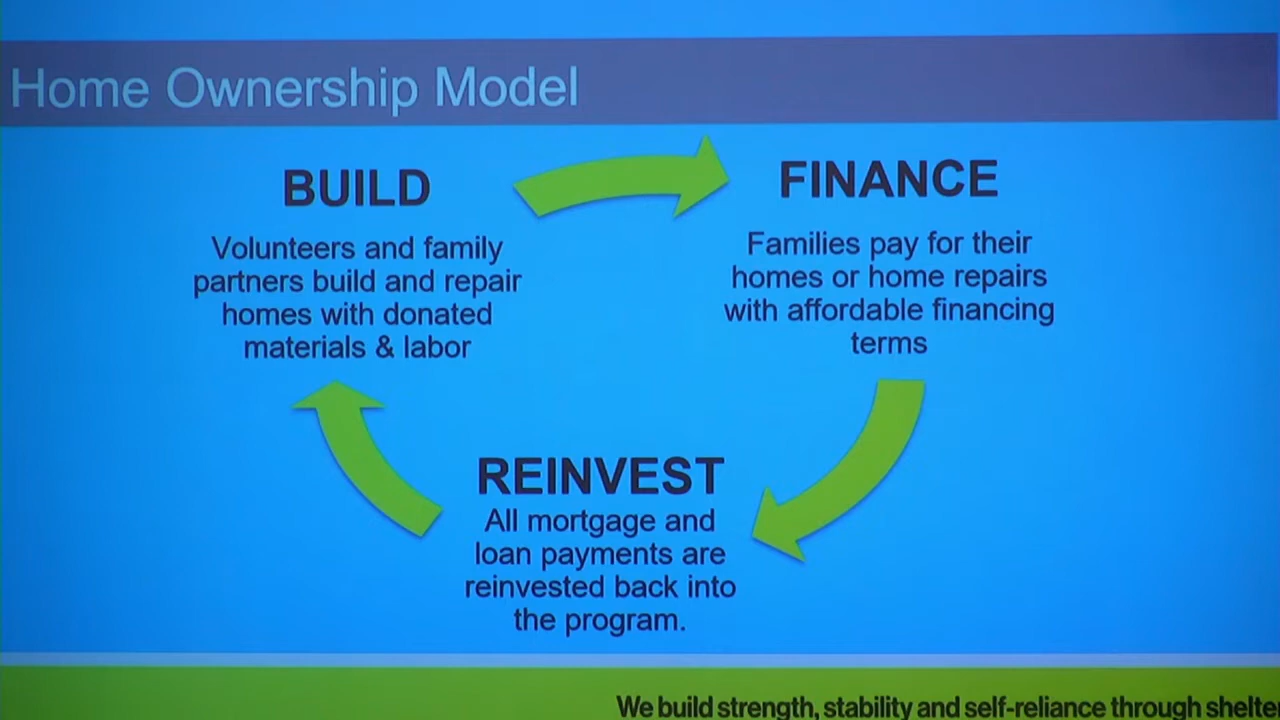 Home Ownership Model
BUILD
Volunteers and family
partners build and repair
homes with donated
materials & labor
FINANCE
Families pay for their
homes or home repairs
with affordable financing
terms
REINVEST
All mortgage and
loan payments are
reinvested back into
the program.
We build strength, stability and self-reliance through shelte